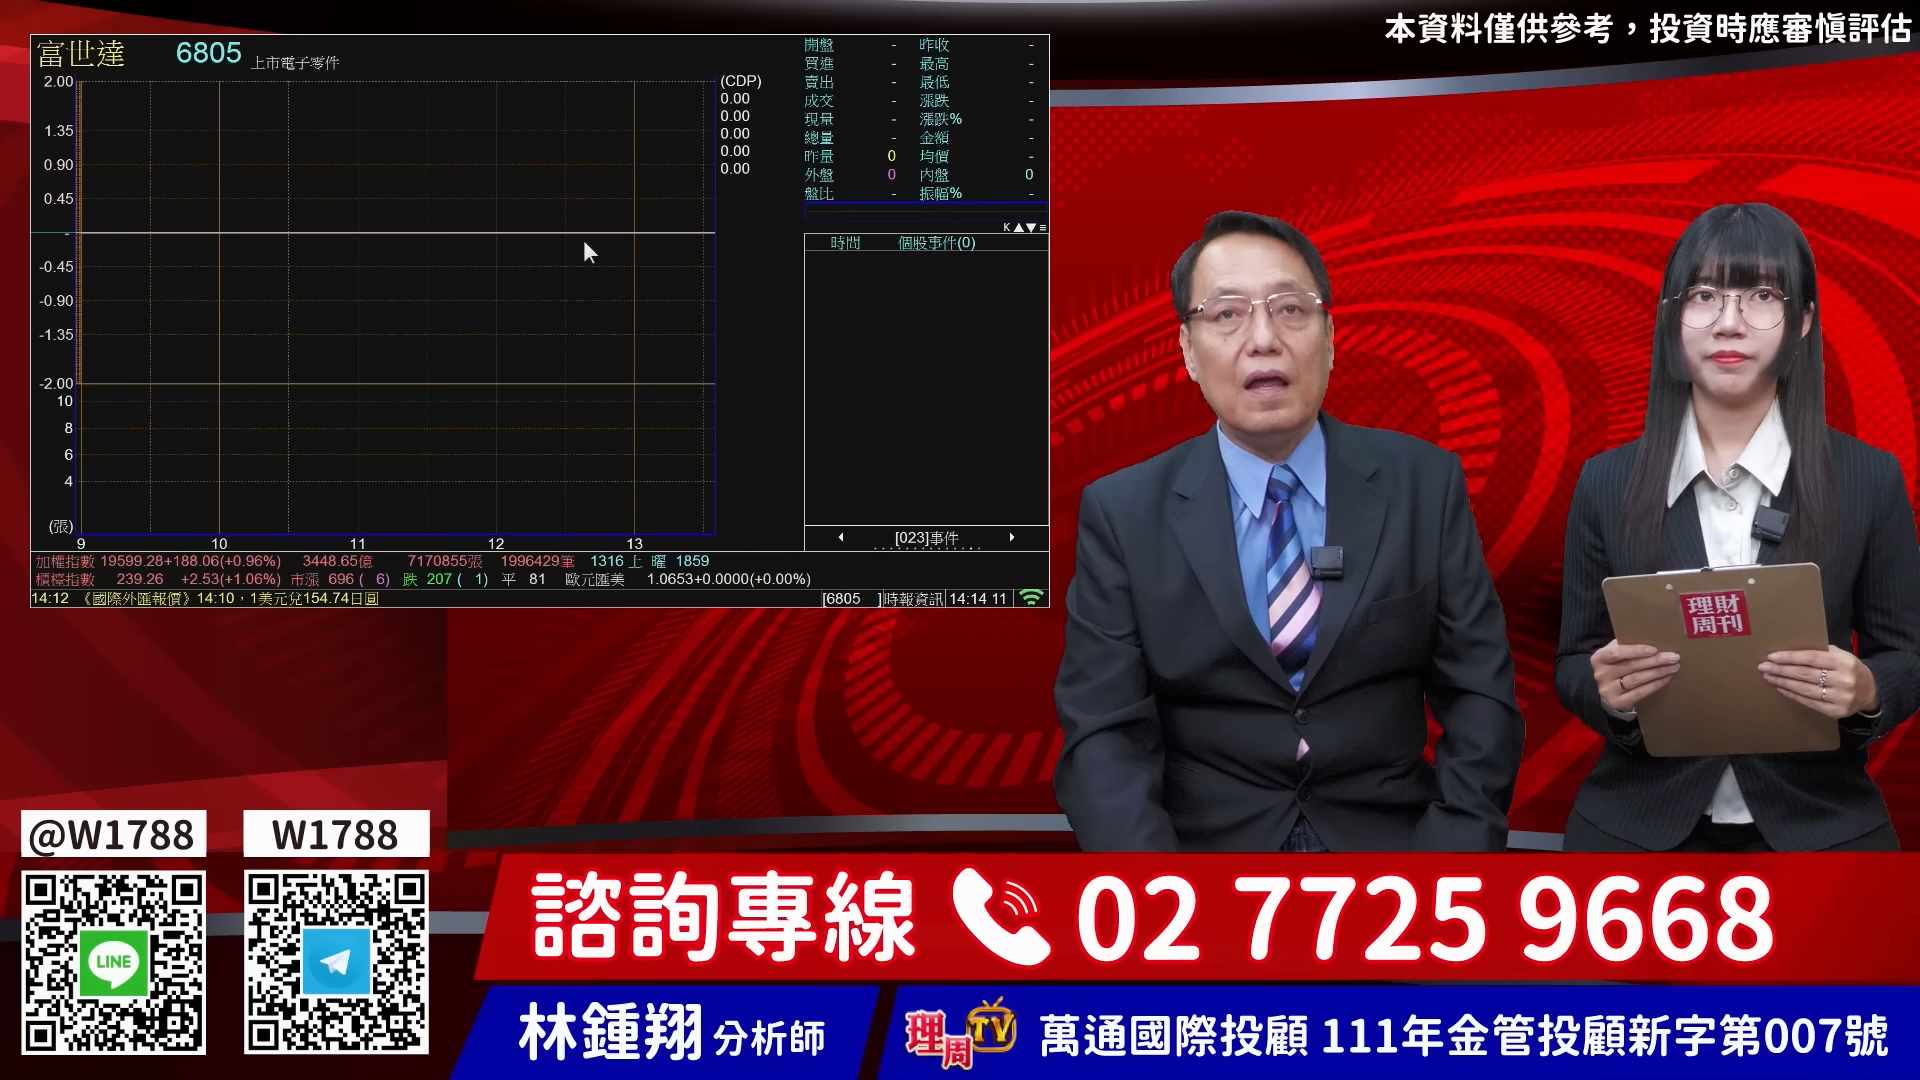 本資料僅供參考，投資時應審慎評估
富世達 6805 上市電子零件
2.00
1.35
0.90
0.45
-
-0.45
-0.90
-1.35
-2.00
10
8
6
4
(張)
9 10 11 12 13
(CDP)
0.00
0.00
0.00
0.00
0.00
開盤 - 昨收 -
買進 - 最高 -
賣出 - 最低 -
成交 - 漲跌 -
現量 - 漲跌% -
總量 - 金額 -
昨量 0 均價 -
外盤 0 內盤 0
盤比 - 振幅% -
K▲▼≡
時間 個股事件(0)
[023]事件
加權指數 19599.28+188.06(+0.96%) 3448.65億 7170855張 1996429筆 1316 上 曜 1859
櫃檯指數 239.26 +2.53(+1.06%) 市漲 696 ( 6) 跌 207 ( 1) 平 81 歐元匯美 1.0653+0.0000(+0.00%)
14:12 《國際外匯報價》14:10，1美元兌154.74日圓 [6805 ]時報資訊 14:14 11
理財
周刊
@W1788
W1788
LINE
諮詢專線 02 7725 9668
林鍾翔 分析師
理周TV 萬通國際投顧 111年金管投顧新字第007號